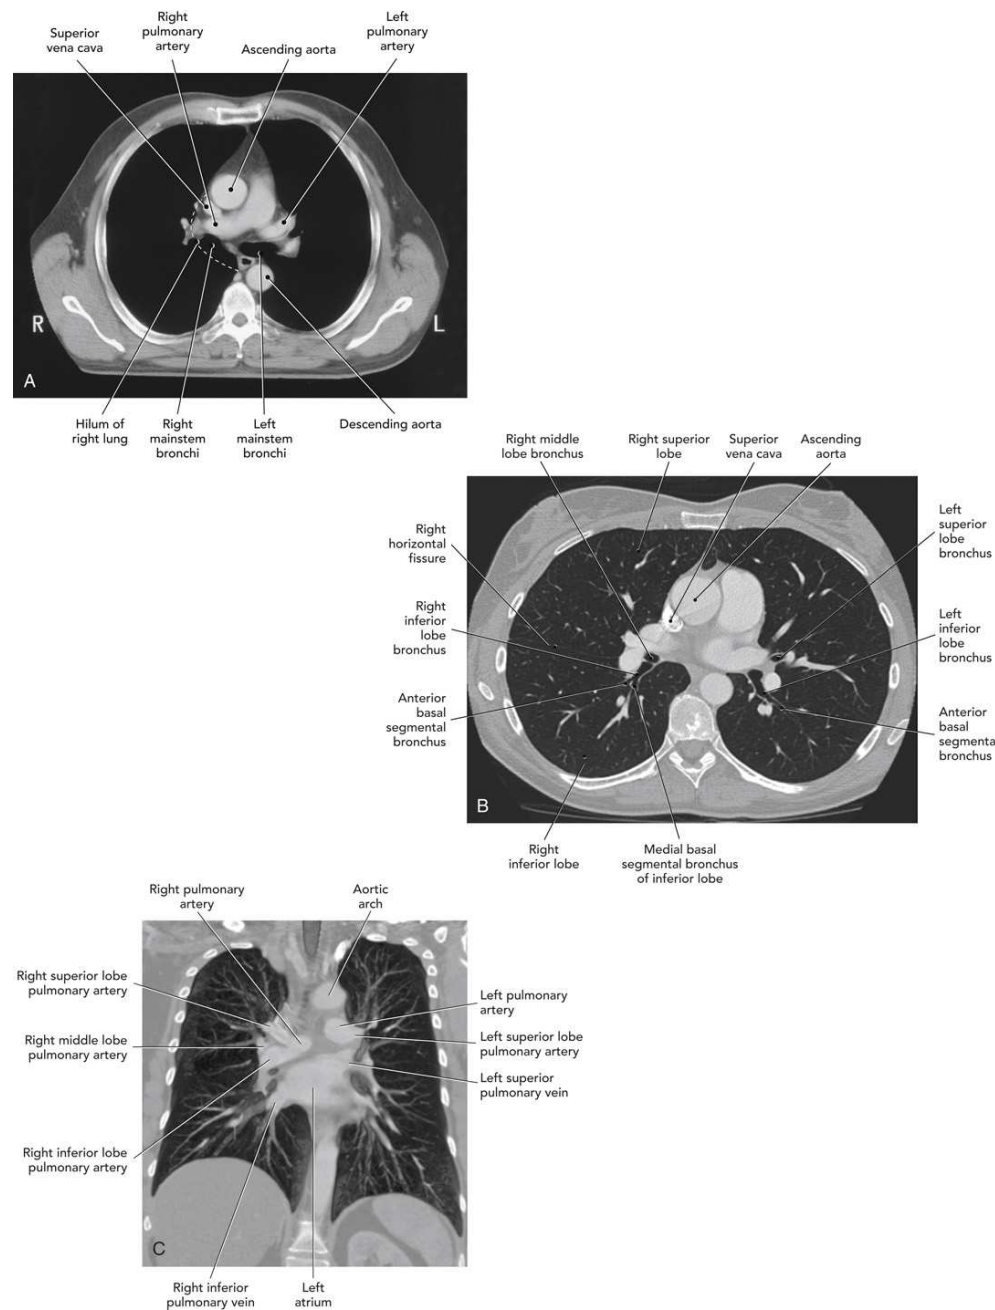 Right
pulmonary
artery
Left
pulmonary
artery
Superior
vena cava
Ascending aorta
R
L
A
Hilum of
right lung
Right
mainstem
bronchi
Left
mainstem
bronchi
Descending aorta
Right middle
lobe bronchus
Right superior
lobe
Superior
vena cava
Ascending
aorta
Right
horizontal
fissure
Right
inferior
lobe
bronchus
Anterior
basal
segmental
bronchus
Left
superior
lobe
bronchus
Left
inferior
lobe
bronchus
Anterior
basal
segmenta
bronchus
B
Right
inferior lobe
Medial basal
segmental bronchus
of inferior lobe
Right pulmonary
artery
Aortic
arch
Right superior lobe
pulmonary artery
Right middle lobe
pulmonary artery
Right inferior lobe
pulmonary artery
Left pulmonary
artery
Left superior lobe
pulmonary artery
Left superior
pulmonary vein
C
Right inferior
pulmonary vein
Left
atrium